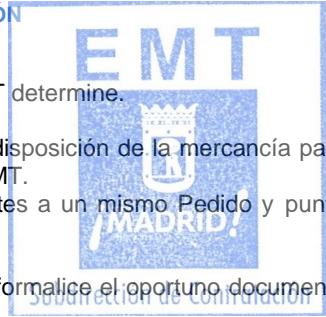 ÓN
EMT
T determine.
disposición de la mercancía pa
MT.
tes a un mismo Pedido y pun
¡MADRID!
formalice el oportuno documen
Subdirección de Contratación